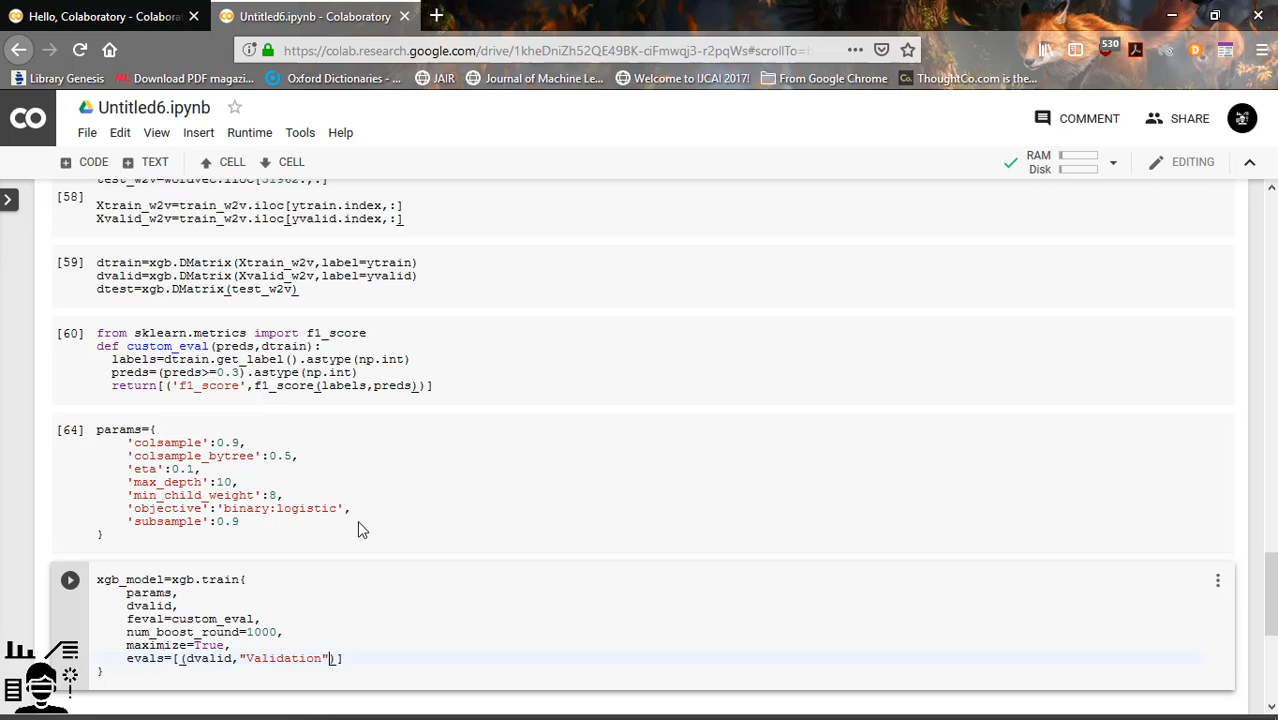 Hello, Colaboratory - Colaboratory
Untitled6.ipynb - Colaboratory
https://colab.research.google.com/drive/1kheDniZh52QE49BK-ciFmwqj3-r2pqWs#scrollTo=
530
Library Genesis
Download PDF magazi...
Oxford Dictionaries - ...
JAIR
Journal of Machine Le...
Welcome to IJCAI 2017!
From Google Chrome
ThoughtCo.com is the...
CO
Untitled6.ipynb
COMMENT
SHARE
File Edit View Insert Runtime Tools Help
CODE TEXT CELL CELL
RAM
Disk
EDITING
test_w2v=wordvec.iloc[31962:,:]
[58]
Xtrain_w2v=train_w2v.iloc[ytrain.index,:]
Xvalid_w2v=train_w2v.iloc[yvalid.index,:]
[59] dtrain=xgb.DMatrix(Xtrain_w2v,label=ytrain)
dvalid=xgb.DMatrix(Xvalid_w2v,label=yvalid)
dtest=xgb.DMatrix(test_w2v)
[60] from sklearn.metrics import f1_score
def custom_eval(preds,dtrain):
labels=dtrain.get_label().astype(np.int)
preds=(preds>=0.3).astype(np.int)
return[('f1_score',f1_score(labels,preds))]
[64] params={
'colsample':0.9,
'colsample_bytree':0.5,
'eta':0.1,
'max_depth':10,
'min_child_weight':8,
'objective':'binary:logistic',
'subsample':0.9
}
xgb_model=xgb.train{
params,
dvalid,
feval=custom_eval,
num_boost_round=1000,
maximize=True,
evals=[(dvalid,"Validation")]
}